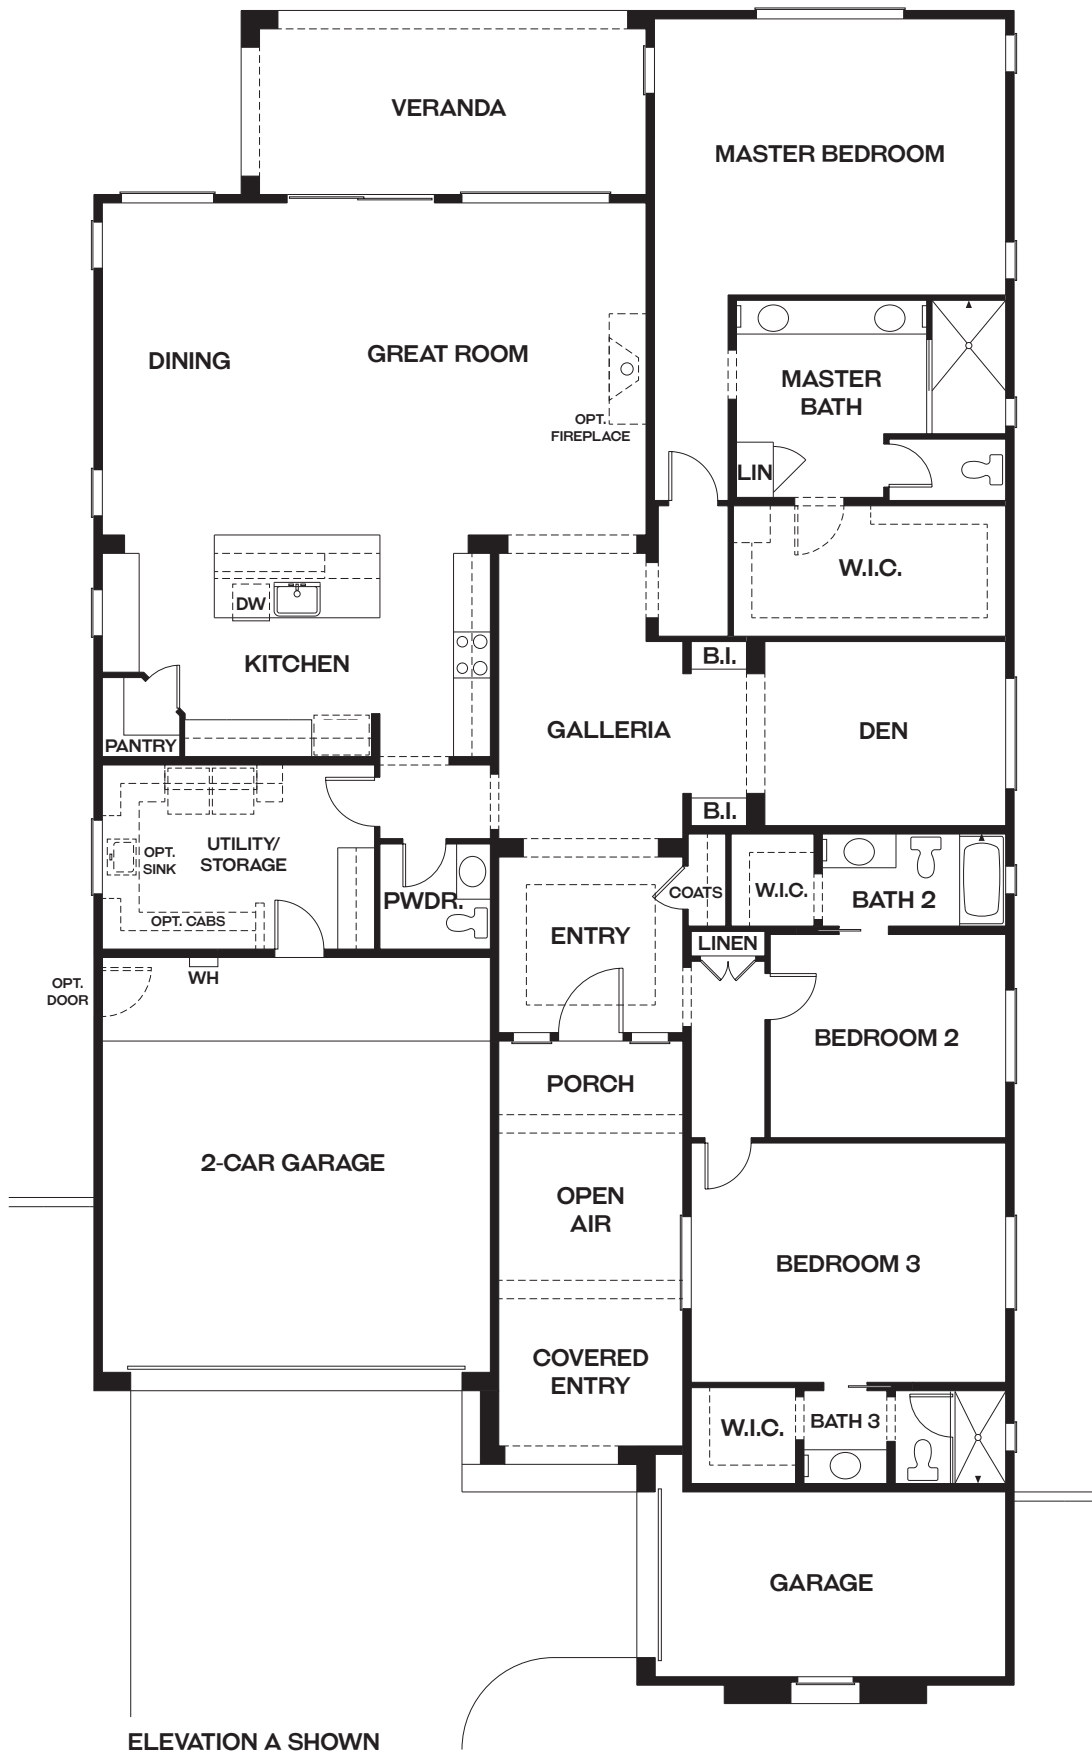 VERANDA
MASTER BEDROOM
DINING
GREAT ROOM
MASTER
BATH
OPT.
FIREPLACE
LIN
W.I.C.
DW
KITCHEN
B.I.
PANTRY
GALLERIA
DEN
B.I.
UTILITY/
STORAGE
OPT.
SINK
OPT. CABS
PWDR.
COATS
W.I.C.
BATH 2
ENTRY
LINEN
OPT.
DOOR
WH
BEDROOM 2
PORCH
2-CAR GARAGE
OPEN
AIR
BEDROOM 3
COVERED
ENTRY
W.I.C.
BATH 3
GARAGE
ELEVATION A SHOWN